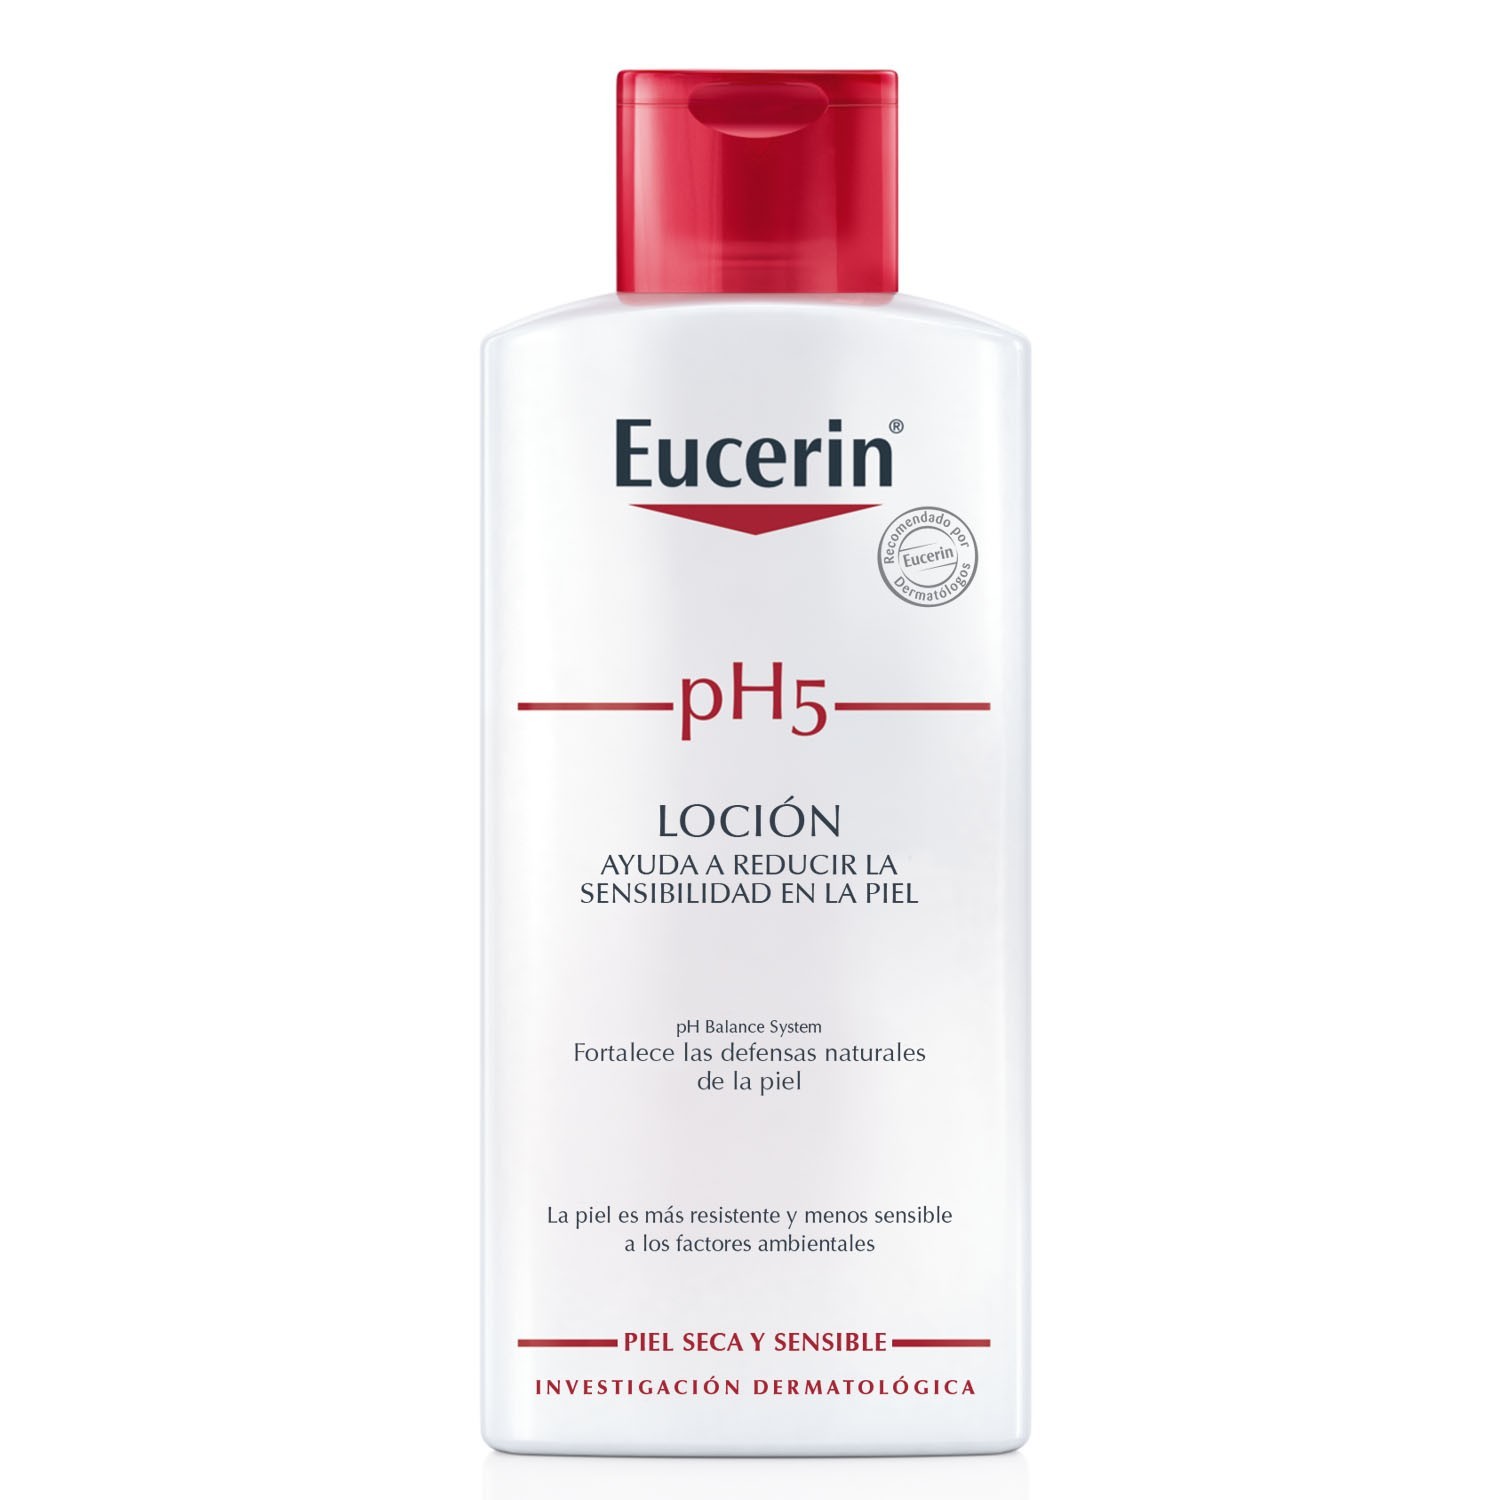 Eucerin®
Recomendado por
Eucerin
Dermatólogos
pH5
LOCIÓN
AYUDA A REDUCIR LA
SENSIBILIDAD EN LA PIEL
pH Balance System
Fortalece las defensas naturales
de la piel
La piel es más resistente y menos sensible
a los factores ambientales
PIEL SECA Y SENSIBLE
INVESTIGACIÓN DERMATOLÓGICA